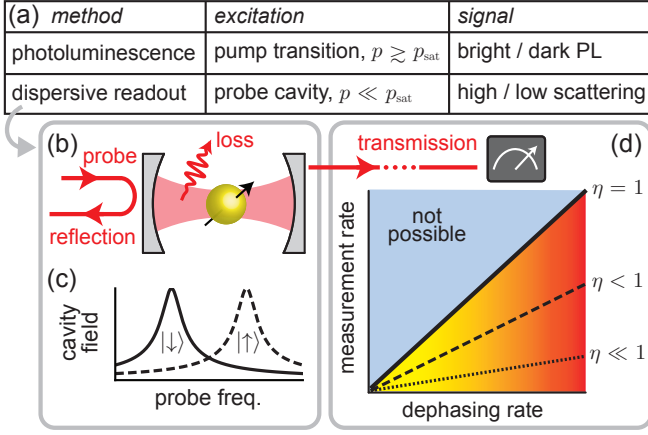 (a) method excitation signal
photoluminescence pump transition, p ≳ p_sat bright / dark PL
dispersive readout probe cavity, p ≪ p_sat high / low scattering
(b)
probe
loss
reflection
transmission
(c)
cavity
field
|↓⟩
|↑⟩
probe freq.
(d)
η = 1
not
possible
η < 1
η ≪ 1
measurement rate
dephasing rate